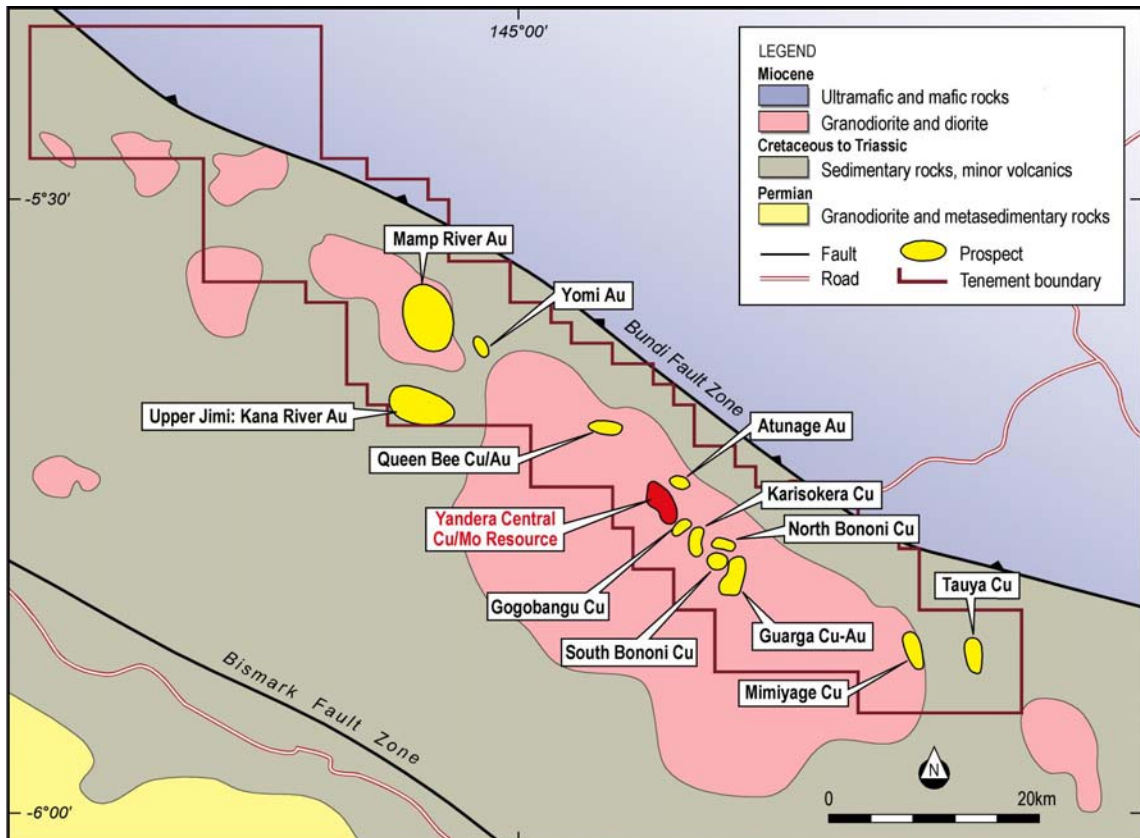 145°00'
LEGEND
Miocene
Ultramafic and mafic rocks
Granodiorite and diorite
Cretaceous to Triassic
Sedimentary rocks, minor volcanics
Permian
Granodiorite and metasedimentary rocks
Fault
Prospect
Road
Tenement boundary
-5°30'
Mamp River Au
Yomi Au
Bundi Fault Zone
Upper Jimi: Kana River Au
Atunage Au
Queen Bee Cu/Au
Karisokera Cu
Yandera Central
Cu/Mo Resource
North Bononi Cu
Tauya Cu
Gogobangu Cu
Guarga Cu-Au
South Bononi Cu
Mimiyage Cu
Bismark Fault Zone
N
-6°00'
0
20km